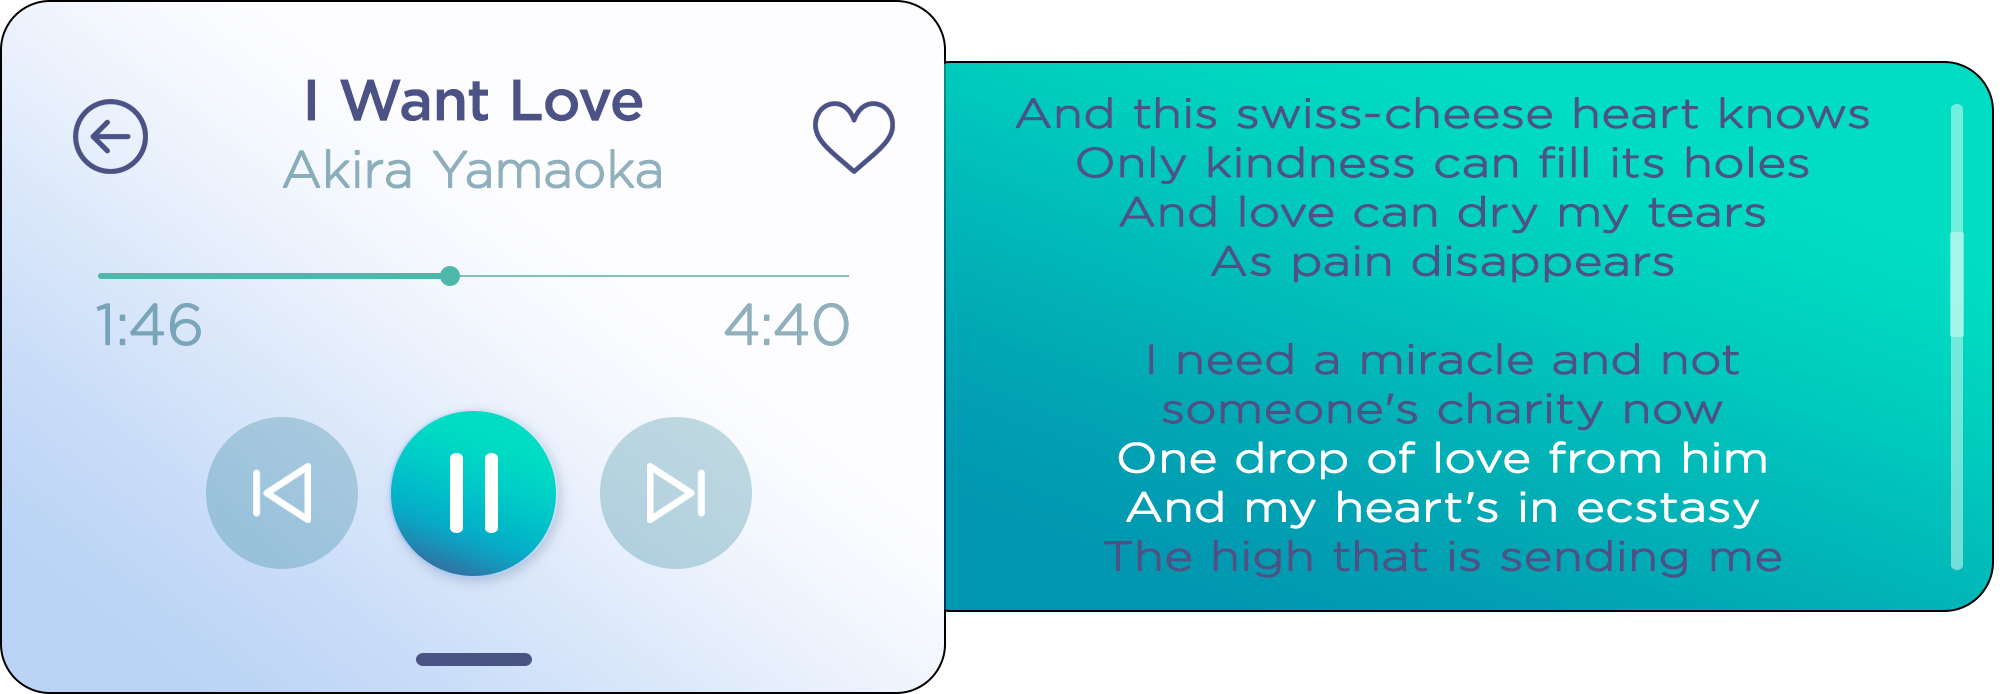 I Want Love
Akira Yamaoka
1:46
4:40
And this swiss-cheese heart knows
Only kindness can fill its holes
And love can dry my tears
As pain disappears
I need a miracle and not
someone's charity now
One drop of love from him
And my heart's in ecstasy
The high that is sending me